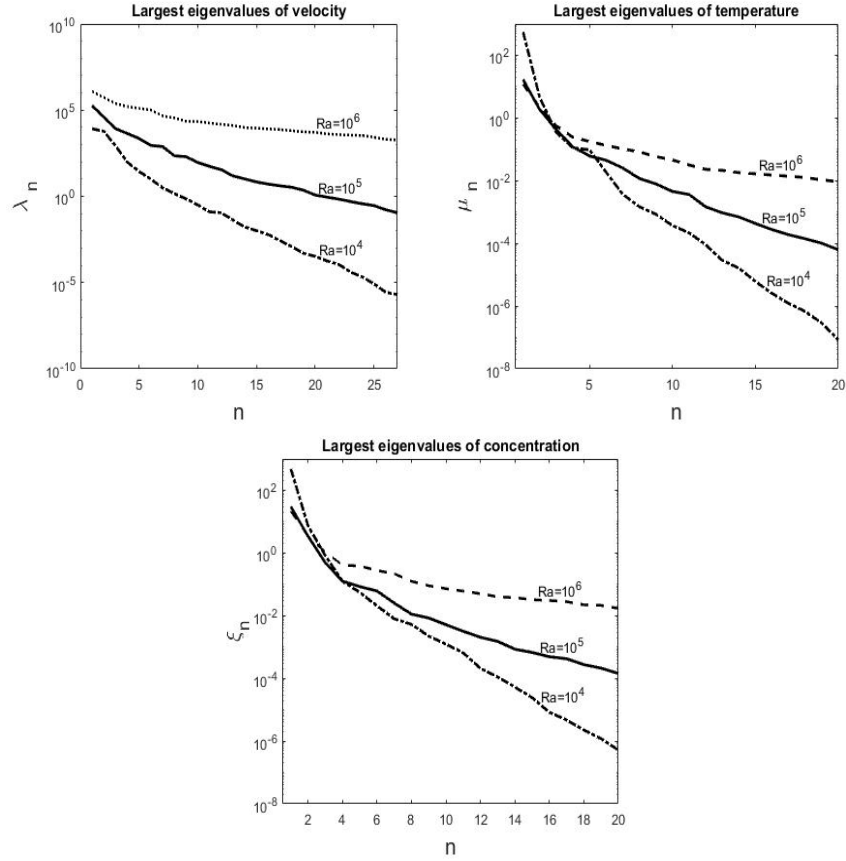 Largest eigenvalues of velocity
10^10
10^5
10^0
10^-5
10^-10
λ_n
Ra=10^6
Ra=10^5
Ra=10^4
0 5 10 15 20 25
n
Largest eigenvalues of temperature
10^2
10^0
10^-2
10^-4
10^-6
10^-8
μ_n
Ra=10^6
Ra=10^5
Ra=10^4
5 10 15 20
n
Largest eigenvalues of concentration
10^2
10^0
10^-2
10^-4
10^-6
10^-8
ξ_n
Ra=10^6
Ra=10^5
Ra=10^4
2 4 6 8 10 12 14 16 18 20
n